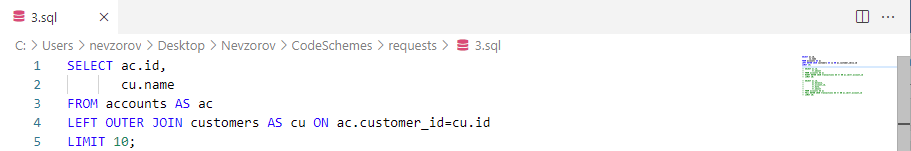 3.sql
C: > Users > nevzorov > Desktop > Nevzorov > CodeSchemes > requests > 3.sql
1 SELECT ac.id,
2 cu.name
3 FROM accounts AS ac
4 LEFT OUTER JOIN customers AS cu ON ac.customer_id=cu.id
5 LIMIT 10;